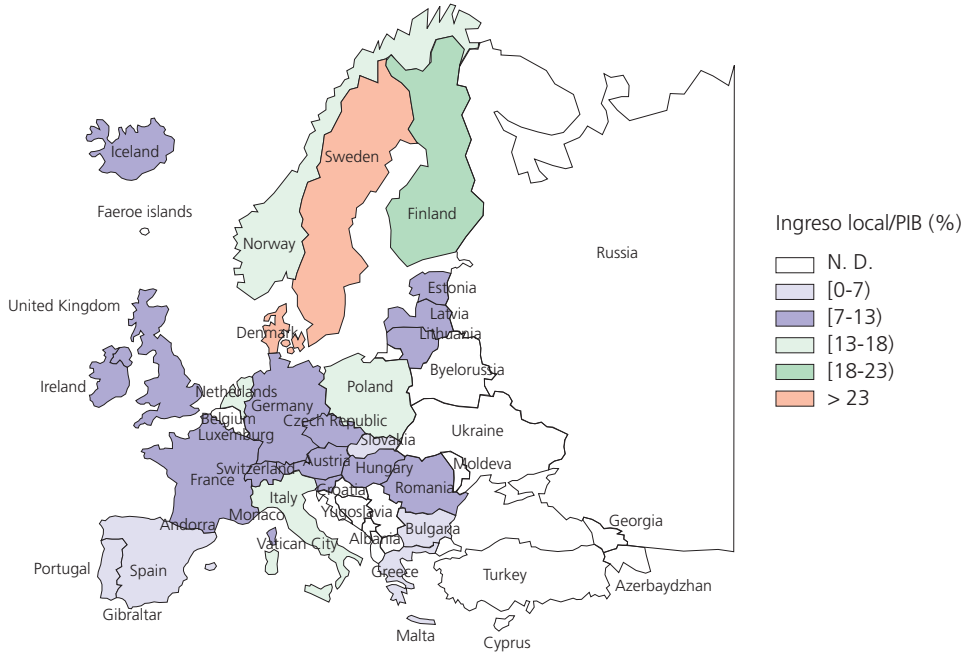 Iceland
Sweden
Faeroe islands
Finland
Norway
Russia
Estonia
United Kingdom
Latvia
Denmark
Lithuania
Byelorussia
Ireland
Netherlands
Poland
Germany
Belgium
Czech Republic
Ukraine
Luxemburg
Slovakia
Switzerland
Austria
Hungary
Moldeva
France
Romania
Croatia
Italy
Monaco
Yugoslavia
Georgia
Andorra
Bulgaria
Vatican City
Albania
Portugal
Spain
Greece
Turkey
Azerbaydzhan
Gibraltar
Malta
Cyprus
Ingreso local/PIB (%)
N. D.
[0-7)
[7-13)
[13-18)
[18-23)
> 23